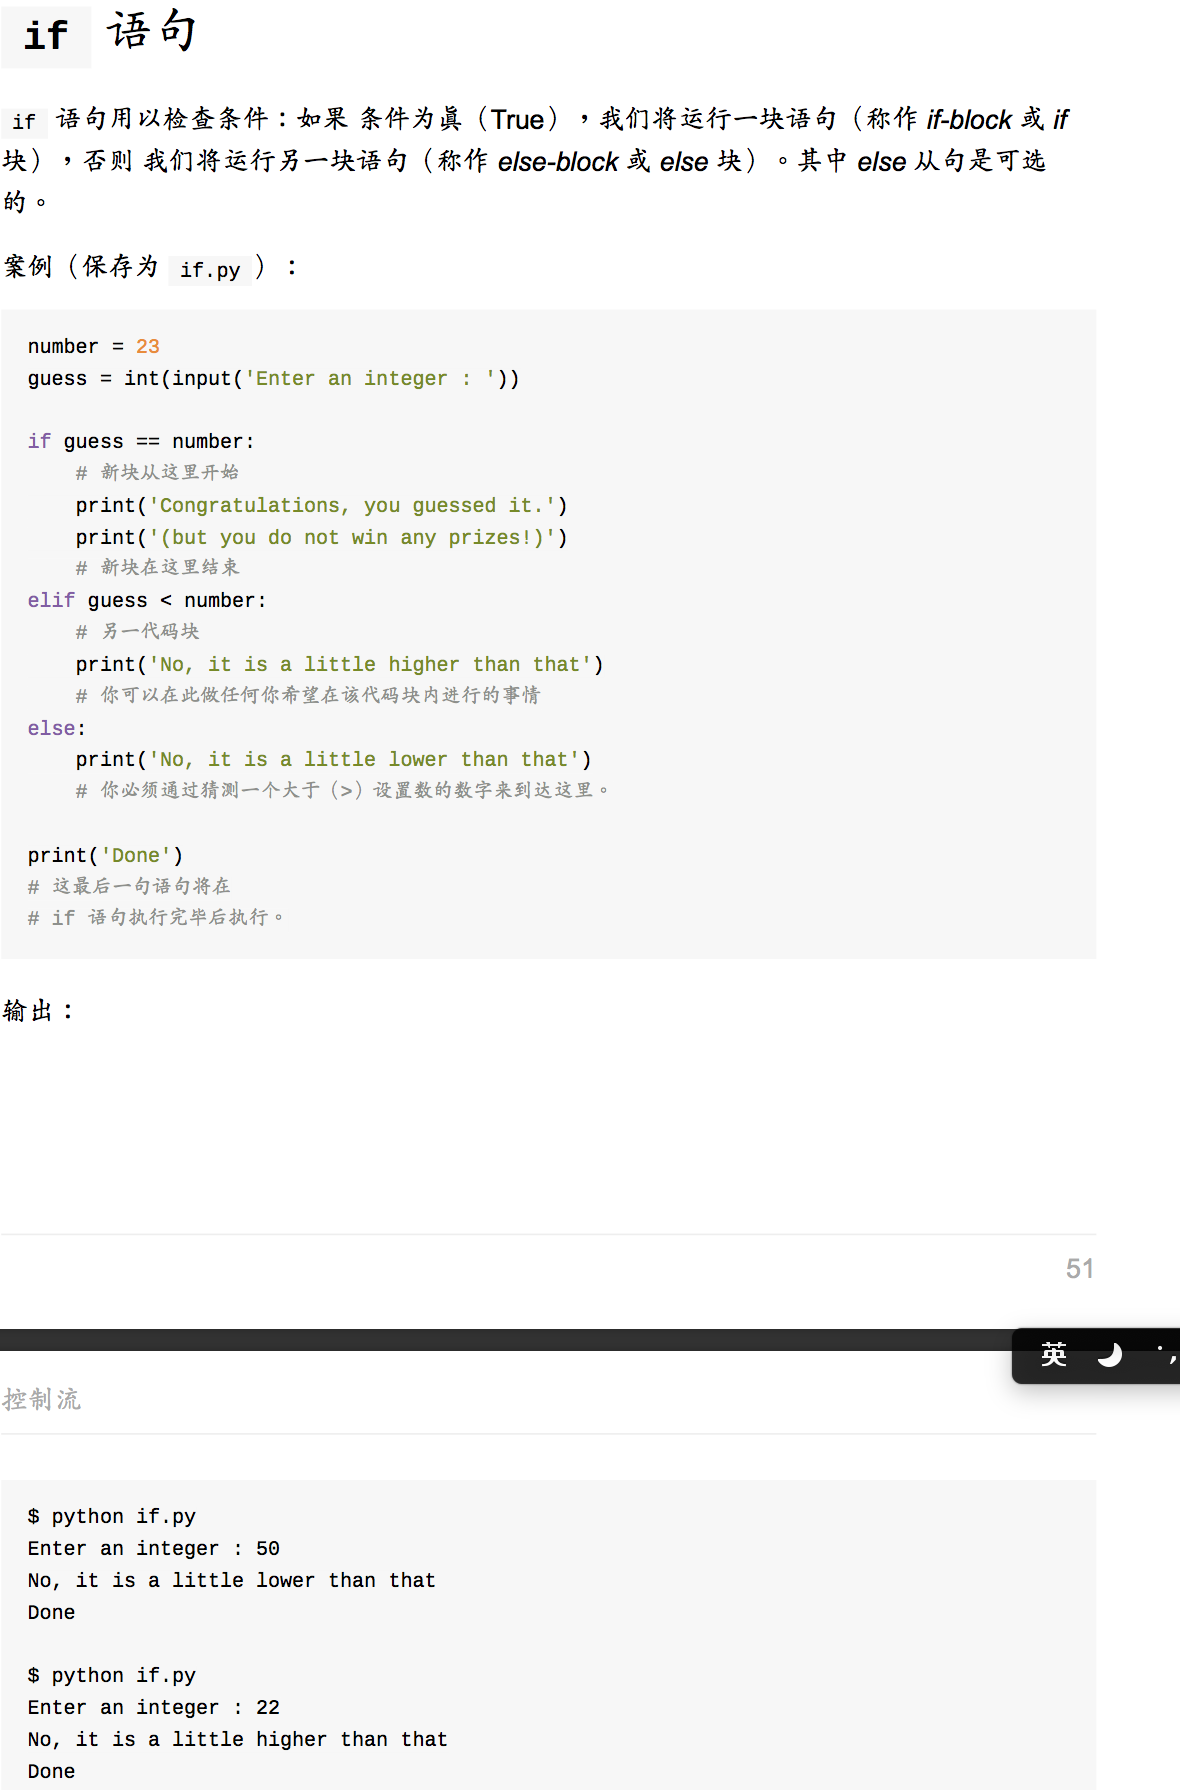 if 语句
if 语句用以检查条件：如果 条件为真（True），我们将运行一块语句（称作 if-block 或 if
块），否则 我们将运行另一块语句（称作 else-block 或 else 块）。其中 else 从句是可选
的。
案例（保存为 if.py）：
number = 23
guess = int(input('Enter an integer : '))
if guess == number:
    # 新块从这里开始
    print('Congratulations, you guessed it.')
    print('(but you do not win any prizes!)')
    # 新块在这里结束
elif guess < number:
    # 另一代码块
    print('No, it is a little higher than that')
    # 你可以在此做任何你希望在该代码块内进行的事情
else:
    print('No, it is a little lower than that')
    # 你必须通过猜测一个大于（>）设置数的数字来到达这里。
print('Done')
# 这最后一句语句将在
# if 语句执行完毕后执行。
输出：
51
英
控制流
$ python if.py
Enter an integer : 50
No, it is a little lower than that
Done
$ python if.py
Enter an integer : 22
No, it is a little higher than that
Done